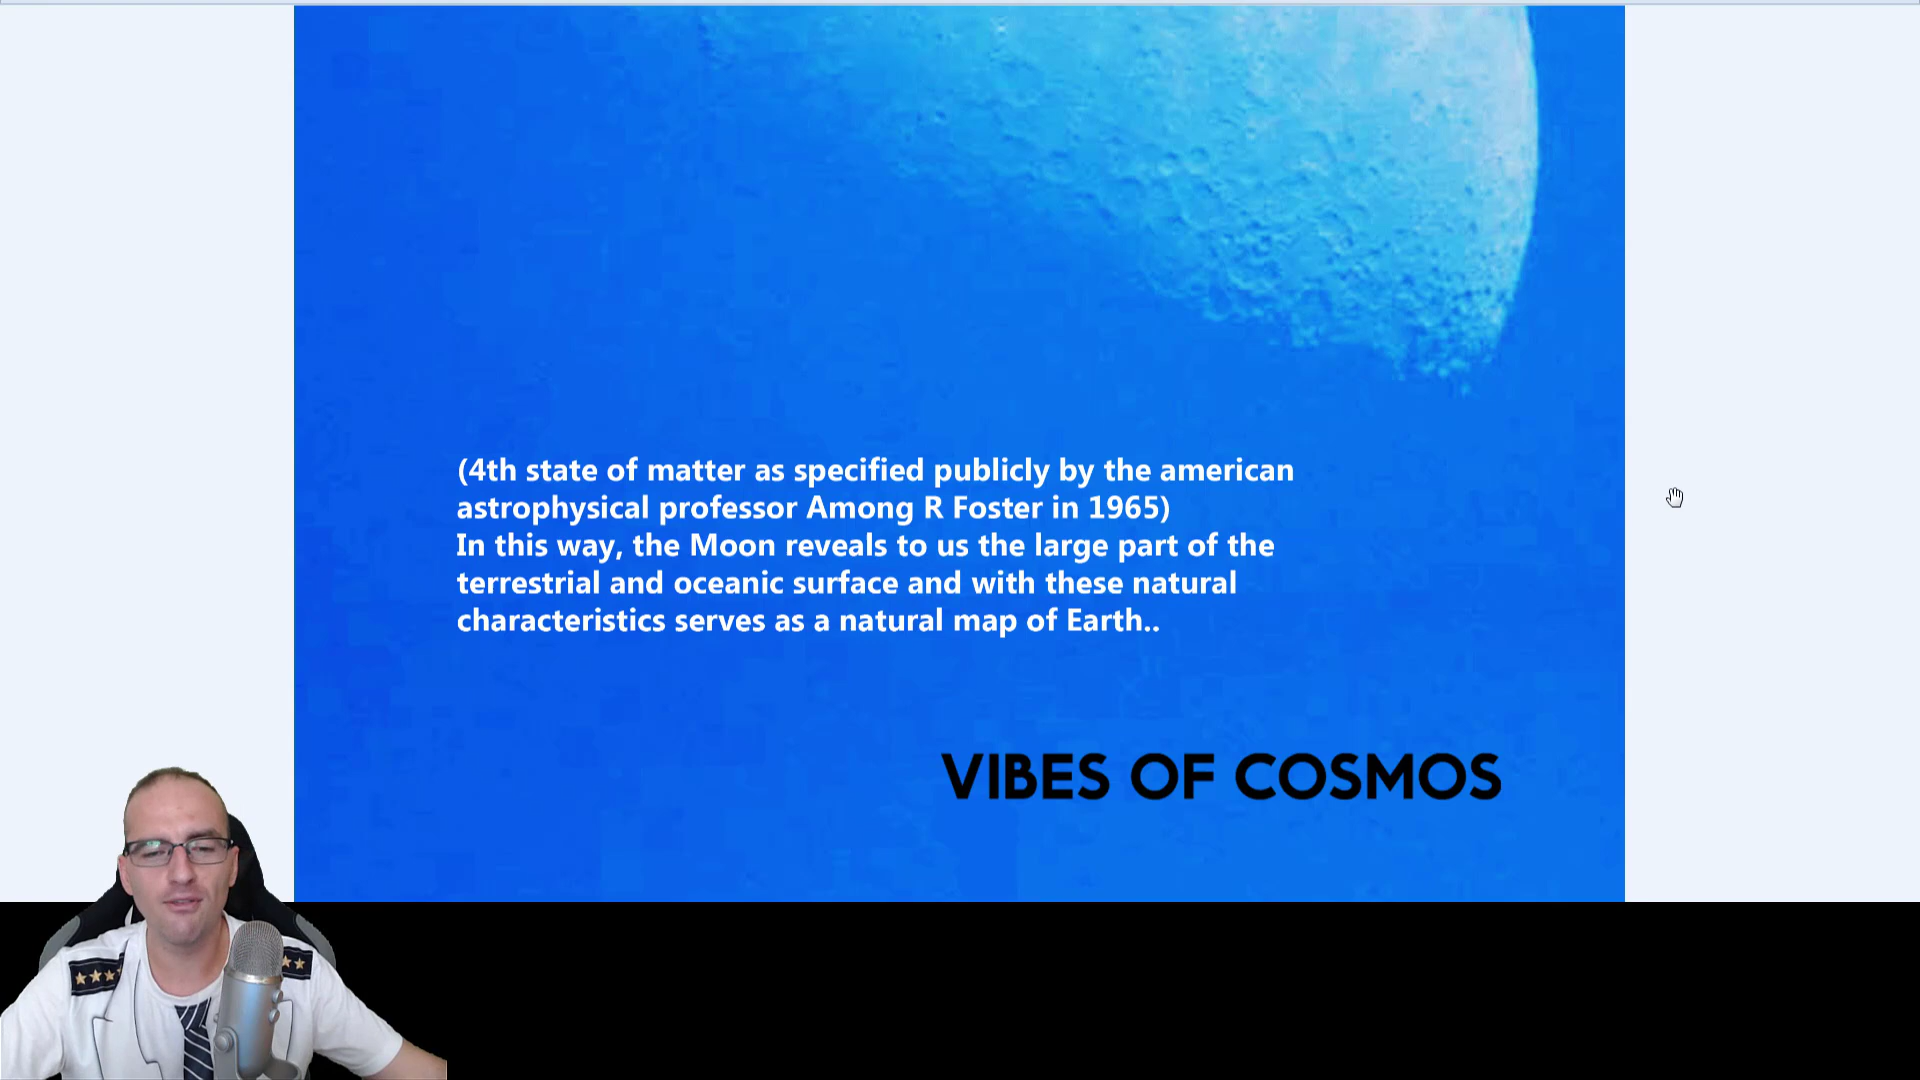 (4th state of matter as specified publicly by the american
astrophysical professor Among R Foster in 1965)
In this way, the Moon reveals to us the large part of the
terrestrial and oceanic surface and with these natural
characteristics serves as a natural map of Earth..
VIBES OF COSMOS